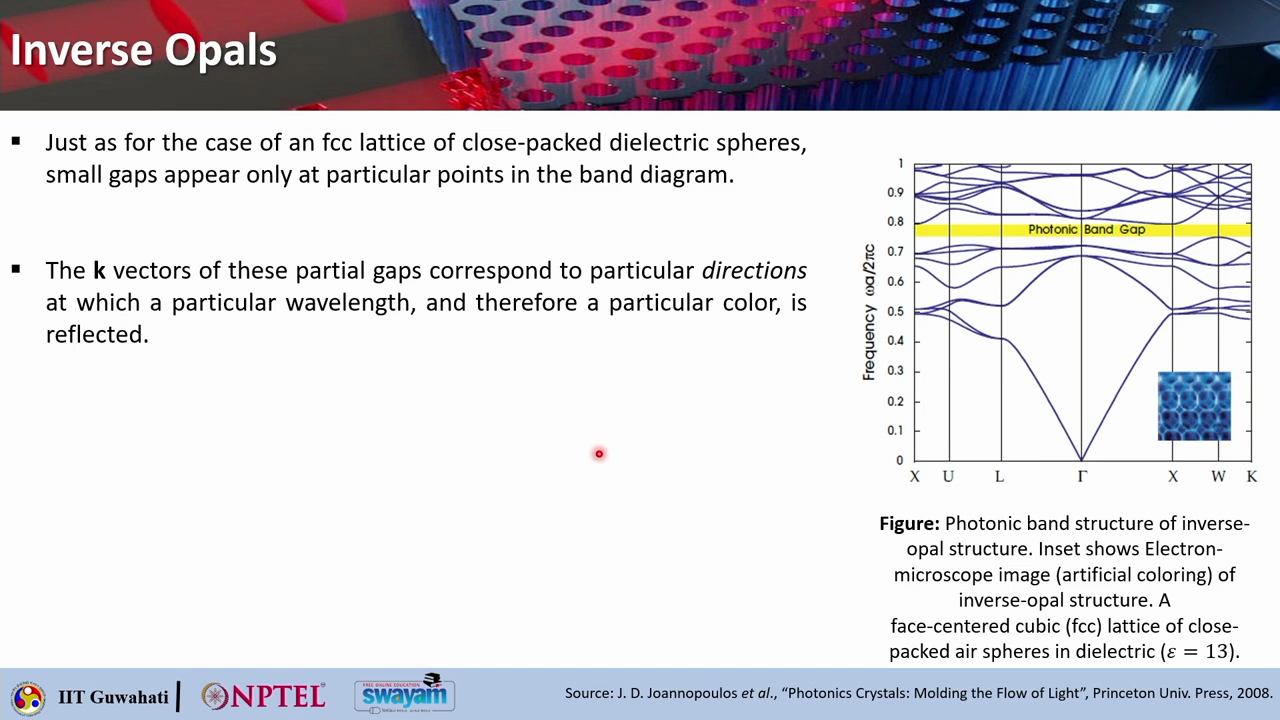 Inverse Opals
▪ Just as for the case of an fcc lattice of close-packed dielectric spheres,
small gaps appear only at particular points in the band diagram.
▪ The k vectors of these partial gaps correspond to particular directions
at which a particular wavelength, and therefore a particular color, is
reflected.
Frequency ωa/2πc
1
0.9
0.8
0.7
0.6
0.5
0.4
0.3
0.2
0.1
0
Photonic Band Gap
X U L Γ X W K
Figure: Photonic band structure of inverse-
opal structure. Inset shows Electron-
microscope image (artificial coloring) of
inverse-opal structure. A
face-centered cubic (fcc) lattice of close-
packed air spheres in dielectric (ε = 13).
IIT Guwahati
NPTEL
FREE ONLINE EDUCATION
swayam
Source: J. D. Joannopoulos et al., “Photonics Crystals: Molding the Flow of Light”, Princeton Univ. Press, 2008.